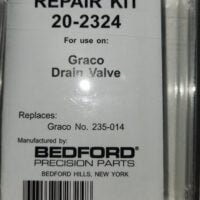 REPAIR KIT
20-2324
For use on:
Graco
Drain Valve
Replaces:
Graco No. 235-014
Manufactured by:
BEDFORD
PRECISION PARTS
BEDFORD HILLS, NEW YORK